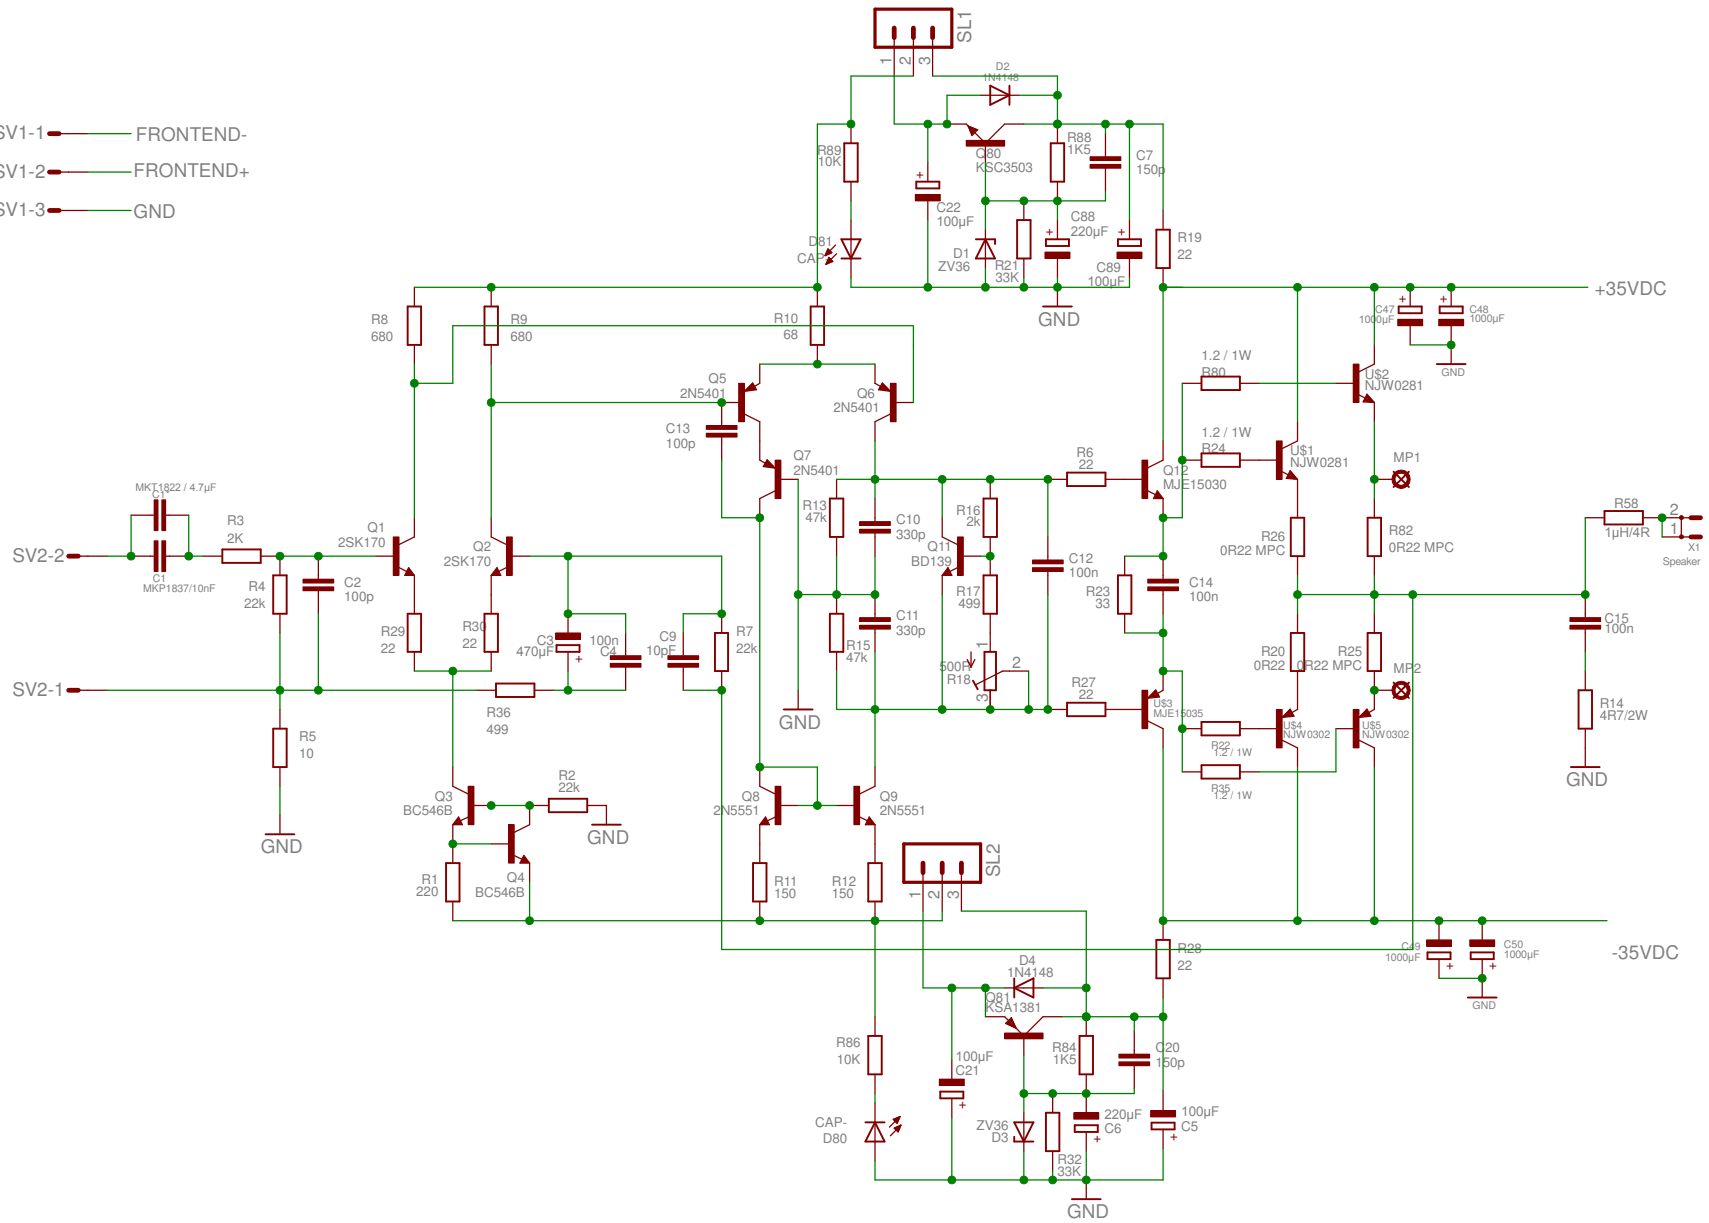 SL1
1
2
3
D2
1N4148
SV1-1
FRONTEND-
SV1-2
FRONTEND+
SV1-3
GND
R89
10K
Q80
KSC3503
R88
1K5
C7
150p
C22
100µF
C88
220µF
D81
CAP
D1
ZV36
R21
33K
C89
100µF
R19
22
GND
+35VDC
R8
680
R9
680
R10
68
C47
1000µF
C48
1000µF
GND
1.2 / 1W
R80
U$2
NJW0281
Q5
2N5401
Q6
2N5401
C13
100p
Q7
2N5401
R6
22
Q12
MJE15030
1.2 / 1W
R24
U$1
NJW0281
MP1
MKT1822 / 4.7µF
C1
C1
MKP1837/10nF
R3
2K
Q1
2SK170
Q2
2SK170
SV2-2
R4
22k
C2
100p
R13
47k
C10
330p
R16
2k
Q11
BD139
R17
499
C12
100n
R23
33
C14
100n
R26
0R22 MPC
R82
0R22 MPC
R58
1µH/4R
2
1
X1
Speaker
R29
22
R30
22
C3
470µF
100n
C4
C9
10pF
R7
22k
R15
47k
C11
330p
500R
R18
1
2
3
R20
0R22
R25
0R22 MPC
C15
100n
MP2
SV2-1
R36
499
R5
10
GND
GND
R27
22
U$3
MJE15035
R22
1.2 / 1W
R35
1.2 / 1W
U$4
NJW0302
U$5
NJW0302
R14
4R7/2W
GND
Q3
BC546B
R2
22k
GND
Q4
BC546B
R1
220
Q8
2N5551
Q9
2N5551
R11
150
R12
150
SL2
1
2
3
-35VDC
C49
1000µF
C50
1000µF
GND
R28
22
D4
1N4148
Q81
KSA1381
R84
1K5
C20
150p
R86
10K
100µF
C21
CAP-
D80
ZV36
D3
R32
33K
220µF
C6
100µF
C5
GND